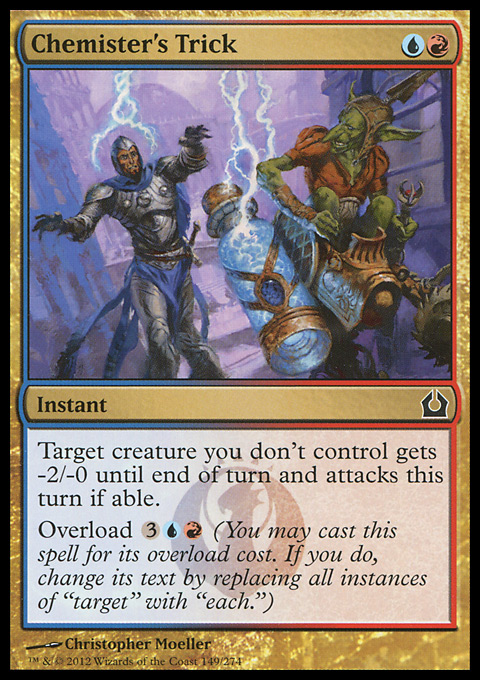 Chemister's Trick
Instant
Target creature you don't control gets
-2/-0 until end of turn and attacks this
turn if able.
Overload 3 (You may cast this
spell for its overload cost. If you do,
change its text by replacing all instances
of “target” with “each.”)
Christopher Moeller
™ & © 2012 Wizards of the Coast 149/274